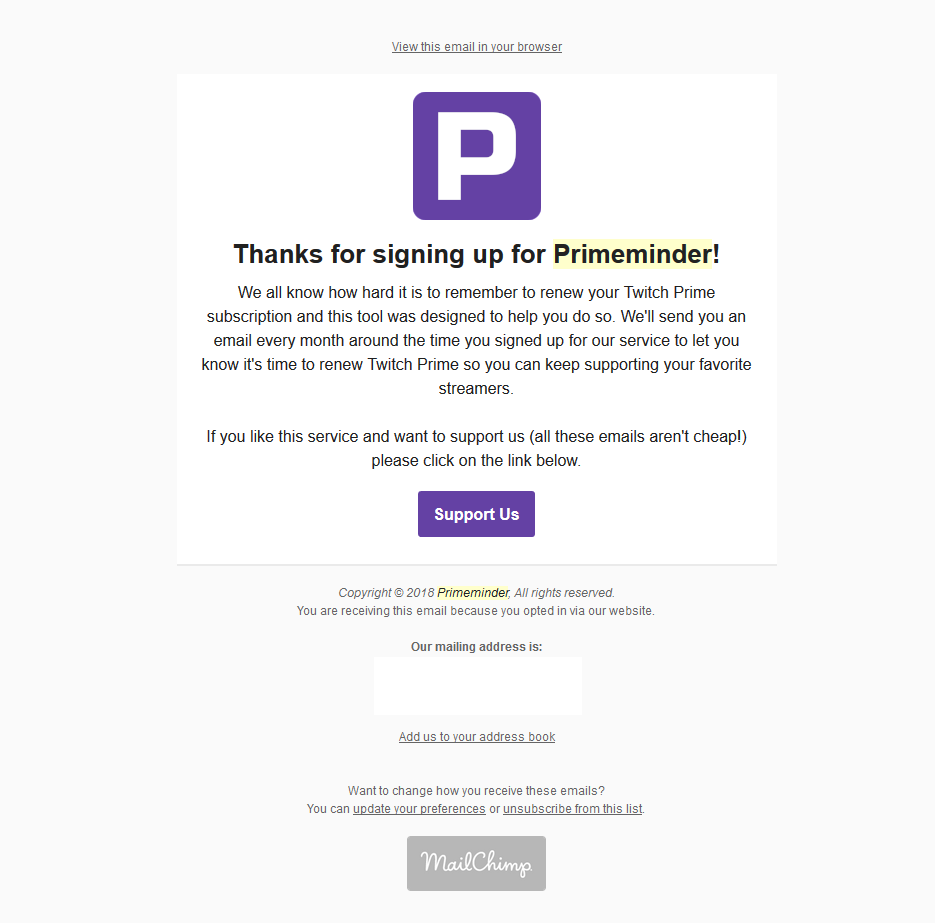 View this email in your browser
P
Thanks for signing up for Primeminder!
We all know how hard it is to remember to renew your Twitch Prime
subscription and this tool was designed to help you do so. We'll send you an
email every month around the time you signed up for our service to let you
know it's time to renew Twitch Prime so you can keep supporting your favorite
streamers.
If you like this service and want to support us (all these emails aren't cheap!)
please click on the link below.
Support Us
Copyright © 2018 Primeminder, All rights reserved.
You are receiving this email because you opted in via our website.
Our mailing address is:
Add us to your address book
Want to change how you receive these emails?
You can update your preferences or unsubscribe from this list.
MailChimp